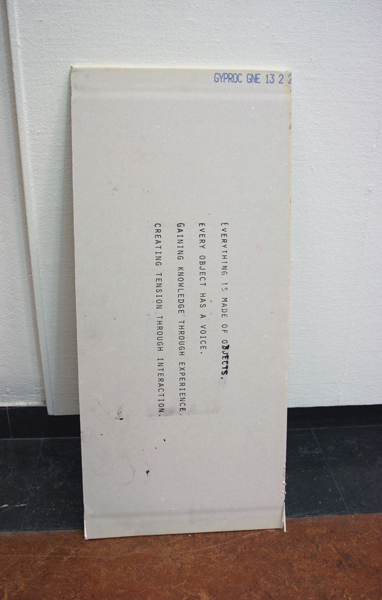 GYPROC GNE 13 2 2
EVERYTHING IS MADE OF OBJECTS.
EVERY OBJECT HAS A VOICE.
GAINING KNOWLEDGE THROUGH EXPERIENCE.
CREATING TENSION THROUGH INTERACTION.